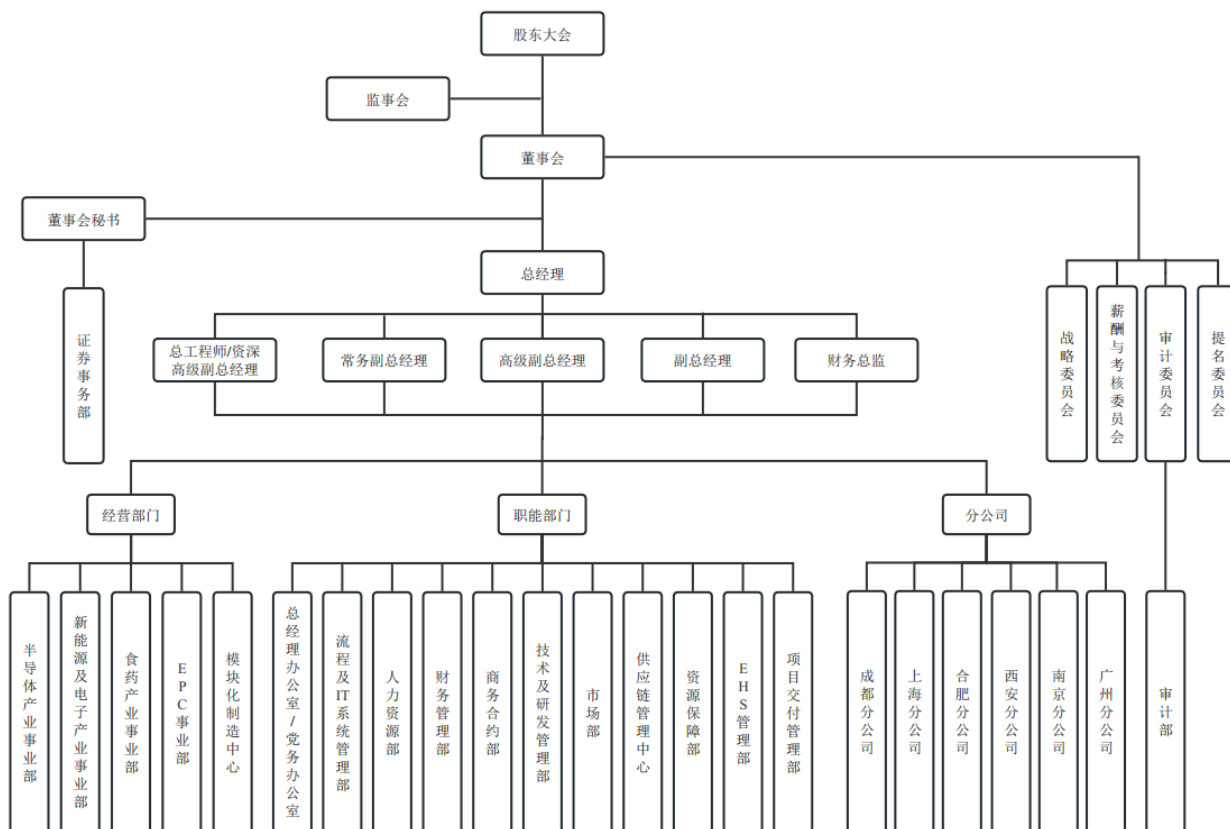 股东大会
监事会
董事会
董事会秘书
总经理
证券事务部
战略委员会
薪酬与考核委员会
审计委员会
提名委员会
总工程师/资深
高级副总经理
常务副总经理
高级副总经理
副总经理
财务总监
经营部门
职能部门
分公司
半导体产业事业部
新能源及电子产业事业部
食药产业事业部
EPC事业部
模块化制造中心
总经理办公室/党务办公室
流程及IT系统管理部
人力资源部
财务管理部
商务合约部
技术及研发管理部
市场部
供应链管理中心
资源保障部
EHS管理部
项目交付管理部
成都分公司
上海分公司
合肥分公司
西安分公司
南京分公司
广州分公司
审计部